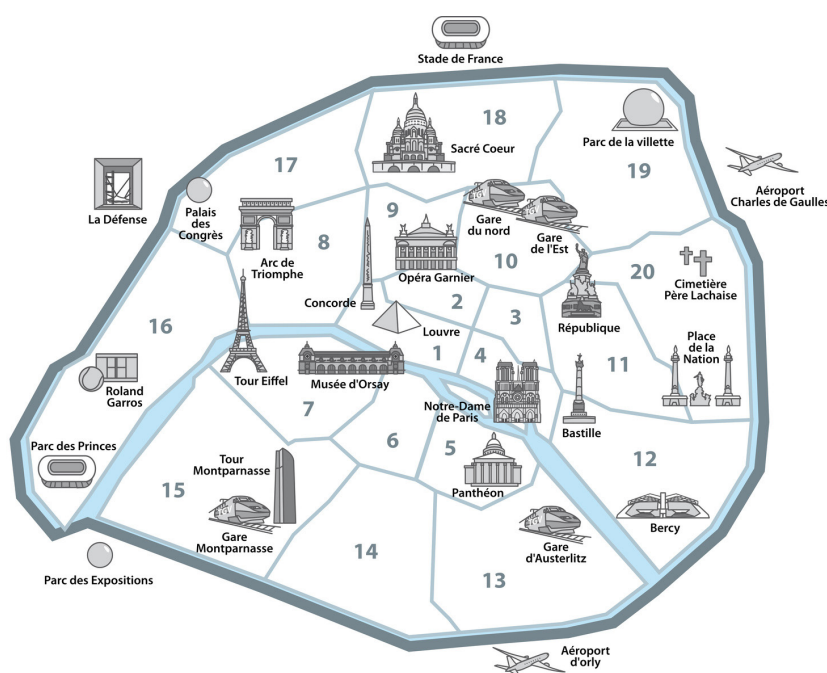 Stade de France
18
Sacré Coeur
Parc de la villette
19
Aéroport
Charles de Gaulles
17
La Défense
Palais
des
Congrès
Arc de
Triomphe
8
9
Opéra Garnier
Gare
du nord
Gare
de l'Est
10
20
Cimetière
Père Lachaise
Concorde
2
Louvre
3
République
Place
de la
Nation
16
Tour Eiffel
Musée d'Orsay
1
4
11
Roland
Garros
7
Notre-Dame
de Paris
Bastille
Parc des Princes
6
5
12
Tour
Montparnasse
15
Panthéon
Gare
Montparnasse
Bercy
14
Gare
d'Austerlitz
13
Parc des Expositions
Aéroport
d'orly